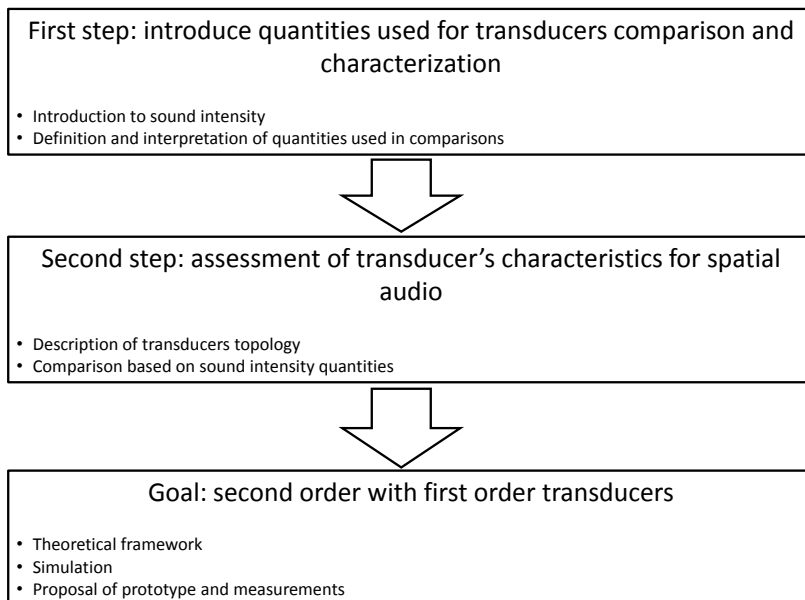 First step: introduce quantities used for transducers comparison and
characterization
• Introduction to sound intensity
• Definition and interpretation of quantities used in comparisons
Second step: assessment of transducer’s characteristics for spatial
audio
• Description of transducers topology
• Comparison based on sound intensity quantities
Goal: second order with first order transducers
• Theoretical framework
• Simulation
• Proposal of prototype and measurements